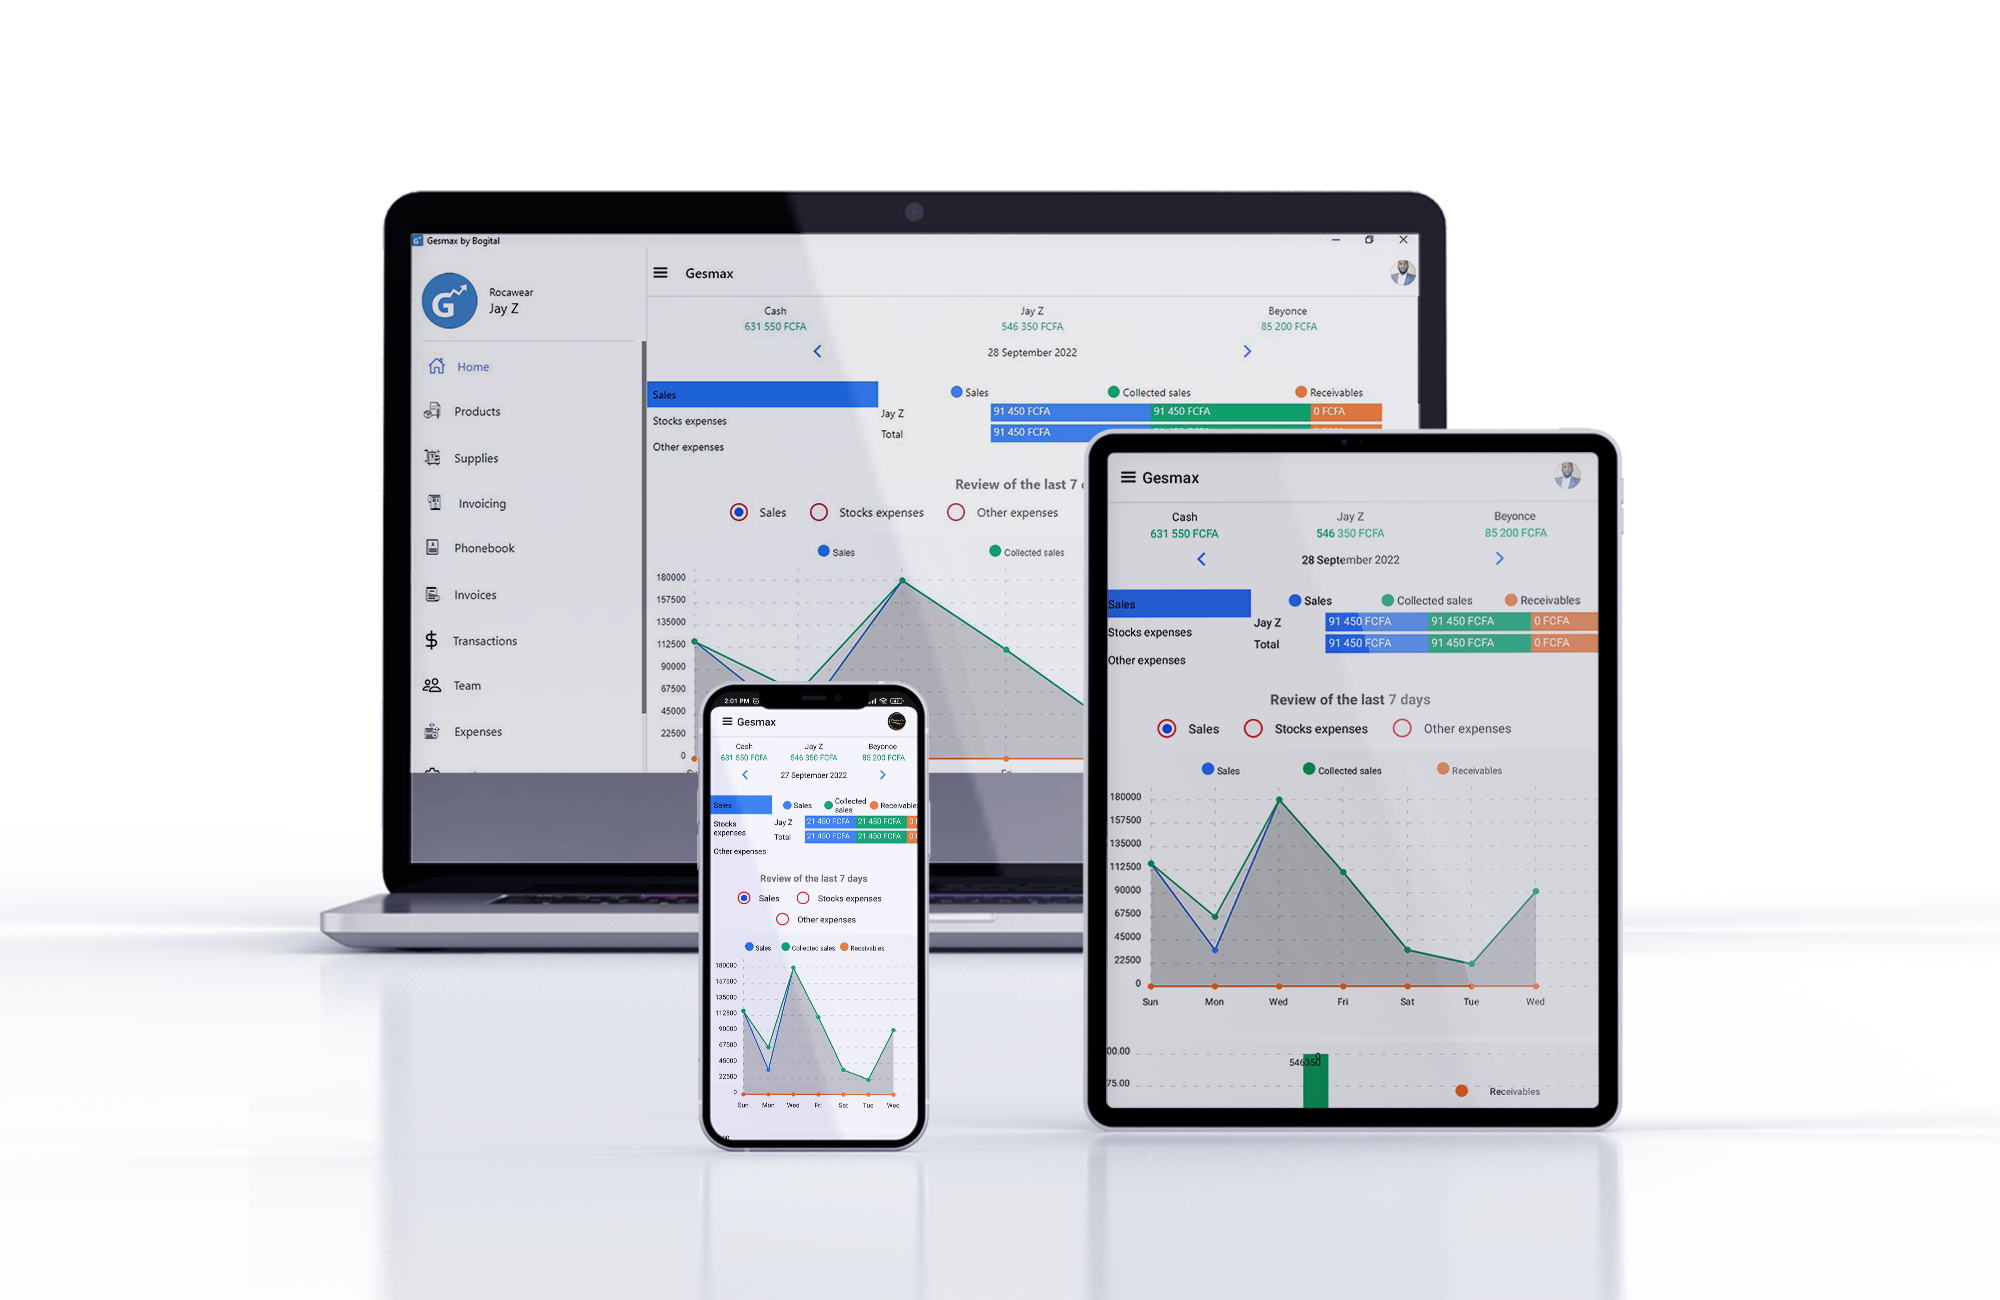 Gesmax by Bogital
Rocawear
Jay Z
Home
Products
Supplies
Invoicing
Phonebook
Invoices
Transactions
Team
Expenses
Gesmax
Cash
Jay Z
Beyonce
631 550 FCFA
546 350 FCFA
85 200 FCFA
28 September 2022
Sales
Stocks expenses
Other expenses
Sales
Collected sales
Receivables
Jay Z
91 450 FCFA
91 450 FCFA
0 FCFA
Total
91 450 FCFA
Review of the last 7
Sales
Stocks expenses
Other expenses
Sales
Collected sales
180000
157500
135000
112500
90000
67500
45000
22500
0
Fri
2:01 PM
Gesmax
Cash
Jay Z
Beyonce
631 550 FCFA
546 350 FCFA
85 200 FCFA
27 September 2022
Sales
Stocks
expenses
Other expenses
Sales
Collected
sales
Receivables
Jay Z
21 450 FCFA
21 450 FCFA
0 F
Total
21 450 FCFA
21 450 FCFA
0 F
Review of the last 7 days
Sales
Stocks expenses
Other expenses
Sales
Collected sales
Receivables
180000
157500
135000
112500
90000
67500
45000
22500
0
Sun
Mon
Wed
Fri
Sat
Tue
Wed
Gesmax
Cash
Jay Z
Beyonce
631 550 FCFA
546 350 FCFA
85 200 FCFA
28 September 2022
Sales
Stocks expenses
Other expenses
Sales
Collected sales
Receivables
Jay Z
91 450 FCFA
91 450 FCFA
0 FCFA
Total
91 450 FCFA
91 450 FCFA
0 FCFA
Review of the last 7 days
Sales
Stocks expenses
Other expenses
Sales
Collected sales
Receivables
180000
157500
135000
112500
90000
67500
45000
22500
0
Sun
Mon
Wed
Fri
Sat
Tue
Wed
00.00
75.00
546350
0
Receivables